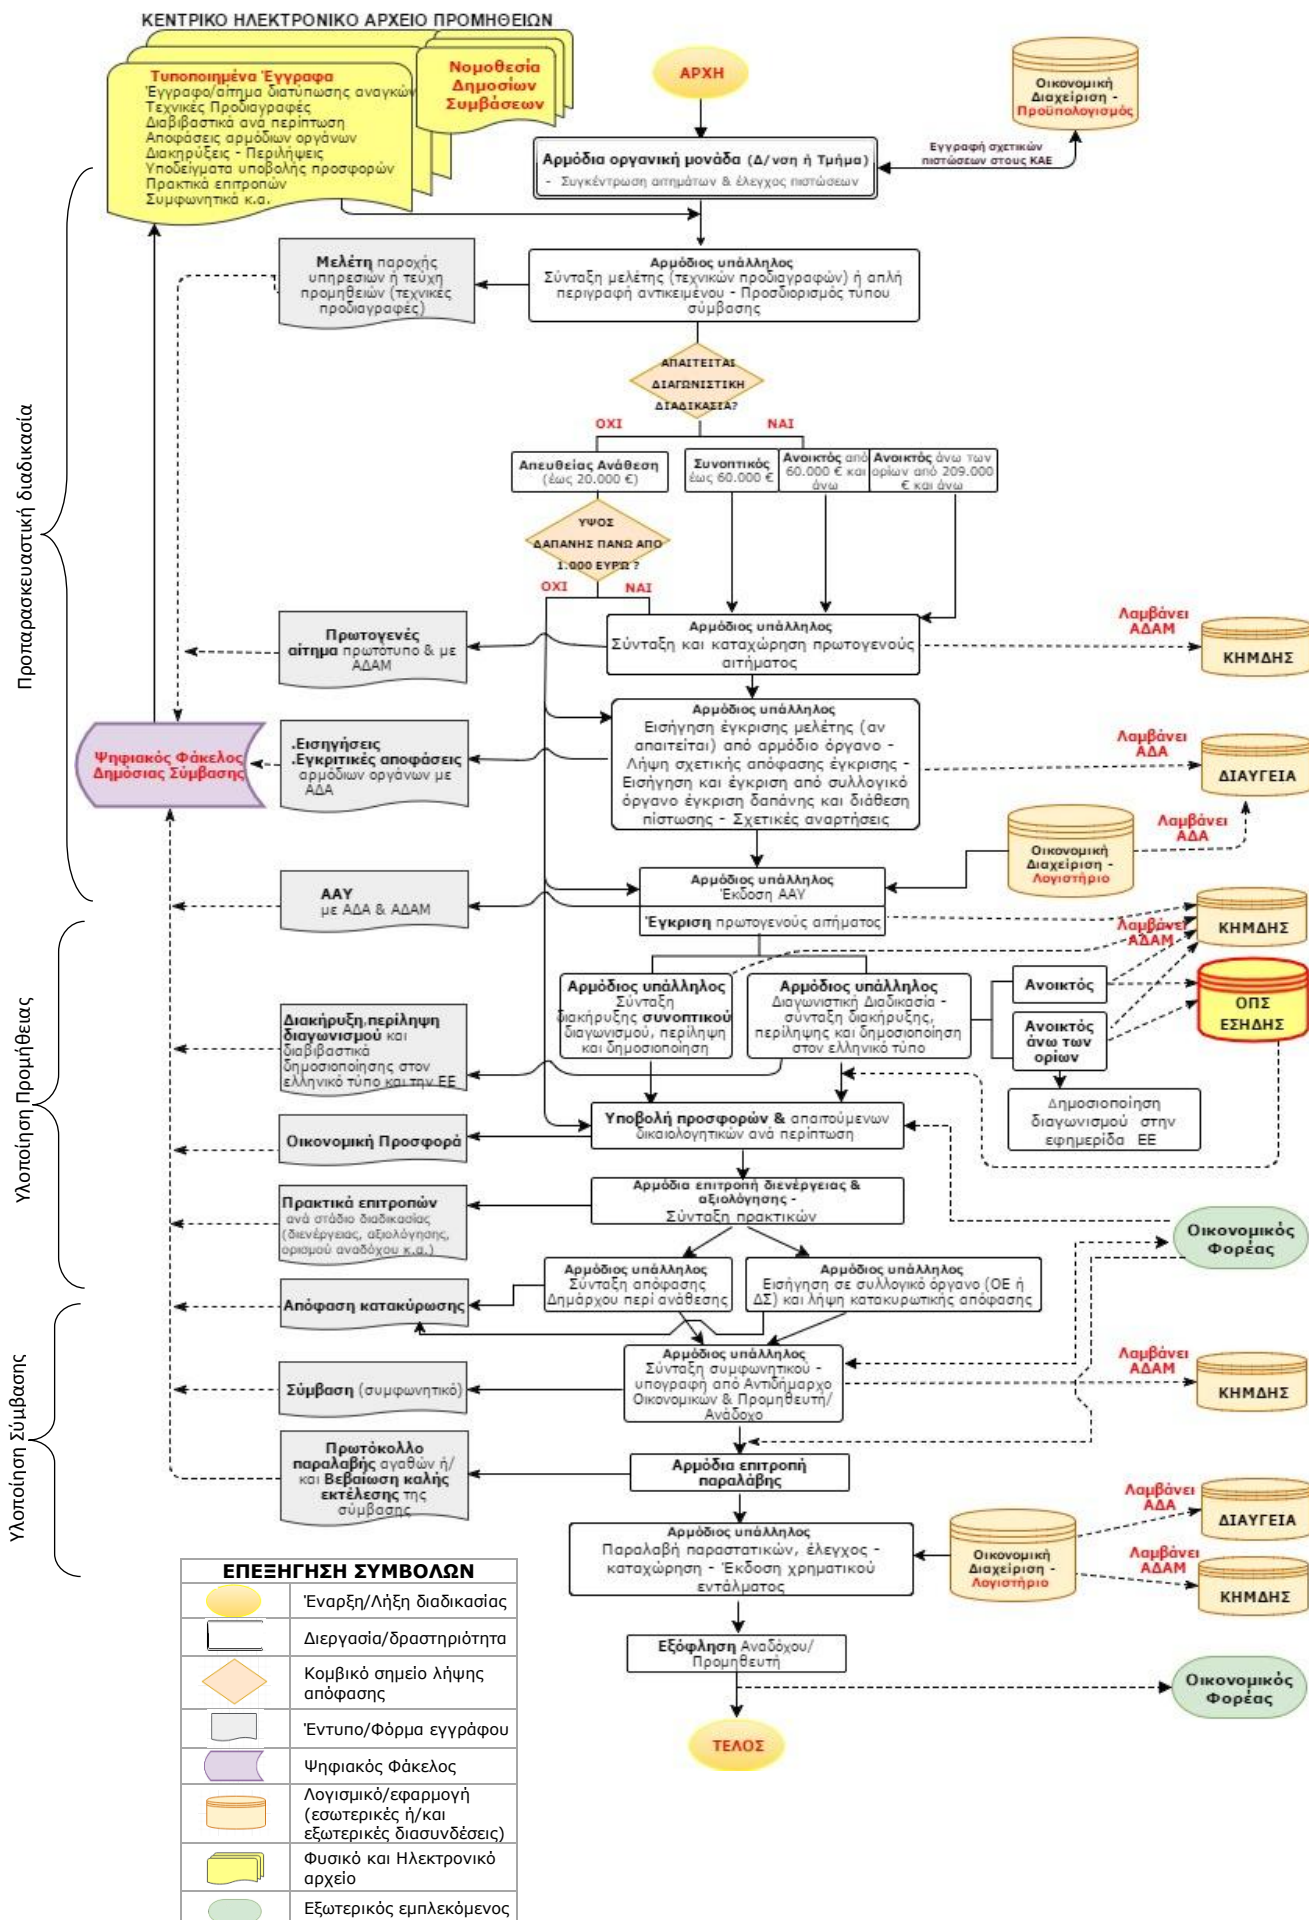 ΚΕΝΤΡΙΚΟ ΗΛΕΚΤΡΟΝΙΚΟ ΑΡΧΕΙΟ ΠΡΟΜΗΘΕΙΩΝ
Τυποποιημένα Έγγραφα
Έγγραφο/αίτημα διατύπωσης αναγκών
Τεχνικές Προδιαγραφές
Διαβιβαστικά ανά περίπτωση
Αποφάσεις αρμόδιων οργάνων
Διακηρύξεις - Περιλήψεις
Υποδείγματα υποβολής προσφορών
Πρακτικά επιτροπών
Συμφωνητικά κ.α.
Νομοθεσία
Δημοσίων
Συμβάσεων
ΑΡΧΗ
Οικονομική
Διαχείριση -
Προϋπολογισμός
Εγγραφή σχετικών
πιστώσεων στους ΚΑΕ
Αρμόδια οργανική μονάδα (Δ/νση ή Τμήμα)
- Συγκέντρωση αιτημάτων & έλεγχος πιστώσεων
Προπαρασκευαστική διαδικασία
Μελέτη παροχής
υπηρεσιών ή τεύχη
προμηθειών (τεχνικές
προδιαγραφές)
Αρμόδιος υπάλληλος
Σύνταξη μελέτης (τεχνικών προδιαγραφών) ή απλή
περιγραφή αντικειμένου - Προσδιορισμός τύπου
σύμβασης
ΑΠΑΙΤΕΙΤΑΙ
ΔΙΑΓΩΝΙΣΤΙΚΗ
ΔΙΑΔΙΚΑΣΙΑ?
ΟΧΙ
ΝΑΙ
Απευθείας Ανάθεση
(έως 20.000 €)
Συνοπτικός
έως 60.000 €
Ανοικτός από
60.000 € και
άνω
Ανοικτός άνω των
ορίων από 209.000
€ και άνω
ΥΨΟΣ
ΔΑΠΑΝΗΣ ΠΑΝΩ ΑΠΟ
1.000 ΕΥΡΩ ?
ΟΧΙ
ΝΑΙ
Πρωτογενές
αίτημα πρωτότυπο & με
ΑΔΑΜ
Αρμόδιος υπάλληλος
Σύνταξη και καταχώρηση πρωτογενούς
αιτήματος
Λαμβάνει
ΑΔΑΜ
ΚΗΜΔΗΣ
Ψηφιακός Φάκελος
Δημόσιας Σύμβασης
.Εισηγήσεις
.Εγκριτικές αποφάσεις
αρμόδιων οργάνων με
ΑΔΑ
Αρμόδιος υπάλληλος
Εισήγηση έγκρισης μελέτης (αν
απαιτείται) από αρμόδιο όργανο -
Λήψη σχετικής απόφασης έγκρισης -
Εισήγηση και έγκριση από συλλογικό
όργανο έγκριση δαπάνης και διάθεση
πίστωσης - Σχετικές αναρτήσεις
Λαμβάνει
ΑΔΑ
ΔΙΑΥΓΕΙΑ
Οικονομική
Διαχείριση -
Λογιστήριο
Λαμβάνει
ΑΔΑ
ΑΑΥ
με ΑΔΑ & ΑΔΑΜ
Αρμόδιος υπάλληλος
Έκδοση ΑΑΥ
Έγκριση πρωτογενούς αιτήματος
Λαμβάνει
ΑΔΑΜ
ΚΗΜΔΗΣ
Υλοποίηση Προμήθειας
Διακήρυξη,περίληψη
διαγωνισμού και
διαβιβαστικά
δημοσιοποίησης στον
ελληνικό τύπο και την ΕΕ
Αρμόδιος υπάλληλος
Σύνταξη
διακήρυξης συνοπτικού
διαγωνισμού, περίληψη
και δημοσιοποίηση
Αρμόδιος υπάλληλος
Διαγωνιστική Διαδικασία -
σύνταξη διακήρυξης,
περίληψης και δημοσιοποίηση
στον ελληνικό τύπο
Ανοικτός
Ανοικτός
άνω των
ορίων
ΟΠΣ
ΕΣΗΔΗΣ
Δημοσιοποίηση
διαγωνισμού στην
εφημερίδα ΕΕ
Οικονομική Προσφορά
Υποβολή προσφορών & απαιτούμενων
δικαιολογητικών ανά περίπτωση
Πρακτικά επιτροπών
ανά στάδιο διαδικασίας
(διενέργειας, αξιολόγησης,
ορισμού αναδόχου κ.α.)
Αρμόδια επιτροπή διενέργειας &
αξιολόγησης -
Σύνταξη πρακτικών
Οικονομικός
Φορέας
Απόφαση κατακύρωσης
Αρμόδιος υπάλληλος
Σύνταξη απόφασης
Δημάρχου περί ανάθεσης
Αρμόδιος υπάλληλος
Εισήγηση σε συλλογικό όργανο (ΟΕ ή
ΔΣ) και λήψη κατακυρωτικής απόφασης
Υλοποίηση Σύμβασης
Σύμβαση (συμφωνητικό)
Αρμόδιος υπάλληλος
Σύνταξη συμφωνητικού -
υπογραφή από Αντιδήμαρχο
Οικονομικών & Προμηθευτή/
Ανάδοχο
Λαμβάνει
ΑΔΑΜ
ΚΗΜΔΗΣ
Πρωτόκολλο
παραλαβής αγαθών ή/
και Βεβαίωση καλής
εκτέλεσης της
σύμβασης
Αρμόδια επιτροπή
παραλαβής
Αρμόδιος υπάλληλος
Παραλαβή παραστατικών, έλεγχος -
καταχώρηση - Έκδοση χρηματικού
εντάλματος
Οικονομική
Διαχείριση -
Λογιστήριο
Λαμβάνει
ΑΔΑ
ΔΙΑΥΓΕΙΑ
Λαμβάνει
ΑΔΑΜ
ΚΗΜΔΗΣ
Εξόφληση Αναδόχου/
Προμηθευτή
Οικονομικός
Φορέας
ΤΕΛΟΣ
ΕΠΕΞΗΓΗΣΗ ΣΥΜΒΟΛΩΝ
Έναρξη/Λήξη διαδικασίας
Διεργασία/δραστηριότητα
Κομβικό σημείο λήψης
απόφασης
Έντυπο/Φόρμα εγγράφου
Ψηφιακός Φάκελος
Λογισμικό/εφαρμογή
(εσωτερικές ή/και
εξωτερικές διασυνδέσεις)
Φυσικό και Ηλεκτρονικό
αρχείο
Εξωτερικός εμπλεκόμενος